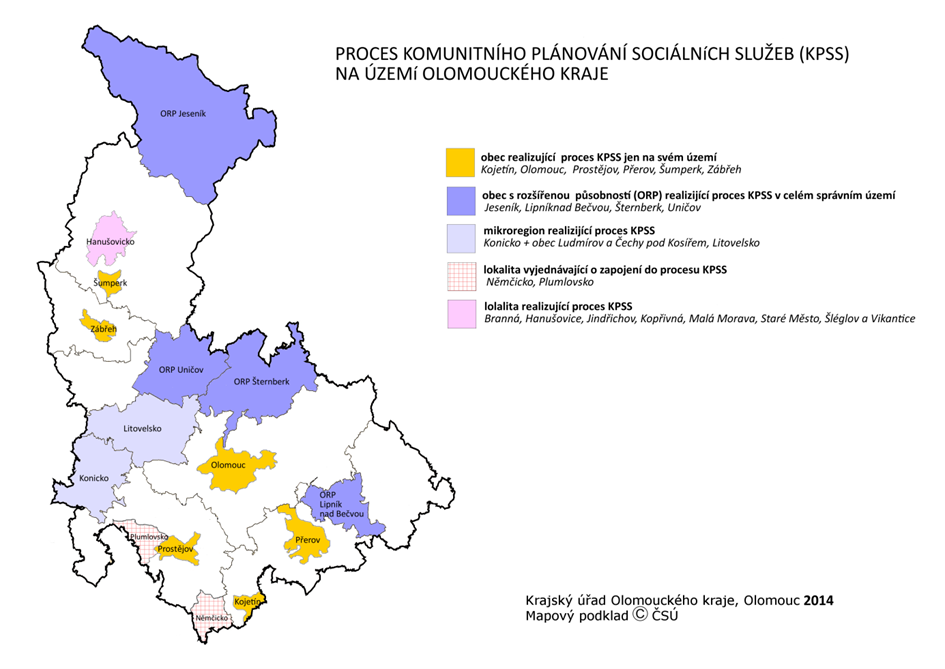 PROCES KOMUNITNÍHO PLÁNOVÁNÍ SOCIÁLNíCH SLUŽEB (KPSS)
NA ÚZEMí OLOMOUCKÉHO KRAJE
ORP Jeseník
obec realizující proces KPSS jen na svém území
Kojetín, Olomouc, Prostějov, Přerov, Šumperk, Zábřeh
obec s rozšířenou působností (ORP) realizijící proces KPSS v celém správním území
Jeseník, Lipníknad Bečvou, Šternberk, Uničov
mikroregion realizijící proces KPSS
Konicko + obec Ludmírov a Čechy pod Kosířem, Litovelsko
lokalita vyjednávající o zapojení do procesu KPSS
Němčicko, Plumlovsko
lolalita realizující proces KPSS
Branná, Hanušovice, Jindřichov, Kopřivná, Malá Morava, Staré Město, Šléglov a Vikantice
Hanušovicko
Šumperk
Zábřeh
ORP Uničov
ORP Šternberk
Litovelsko
Olomouc
Konicko
ORP
Lipník
nad Bečvou
Plumlovsko
Prostějov
Přerov
Kojetín
Němčicko
Krajský úřad Olomouckého kraje, Olomouc 2014
Mapový podklad © ČSÚ